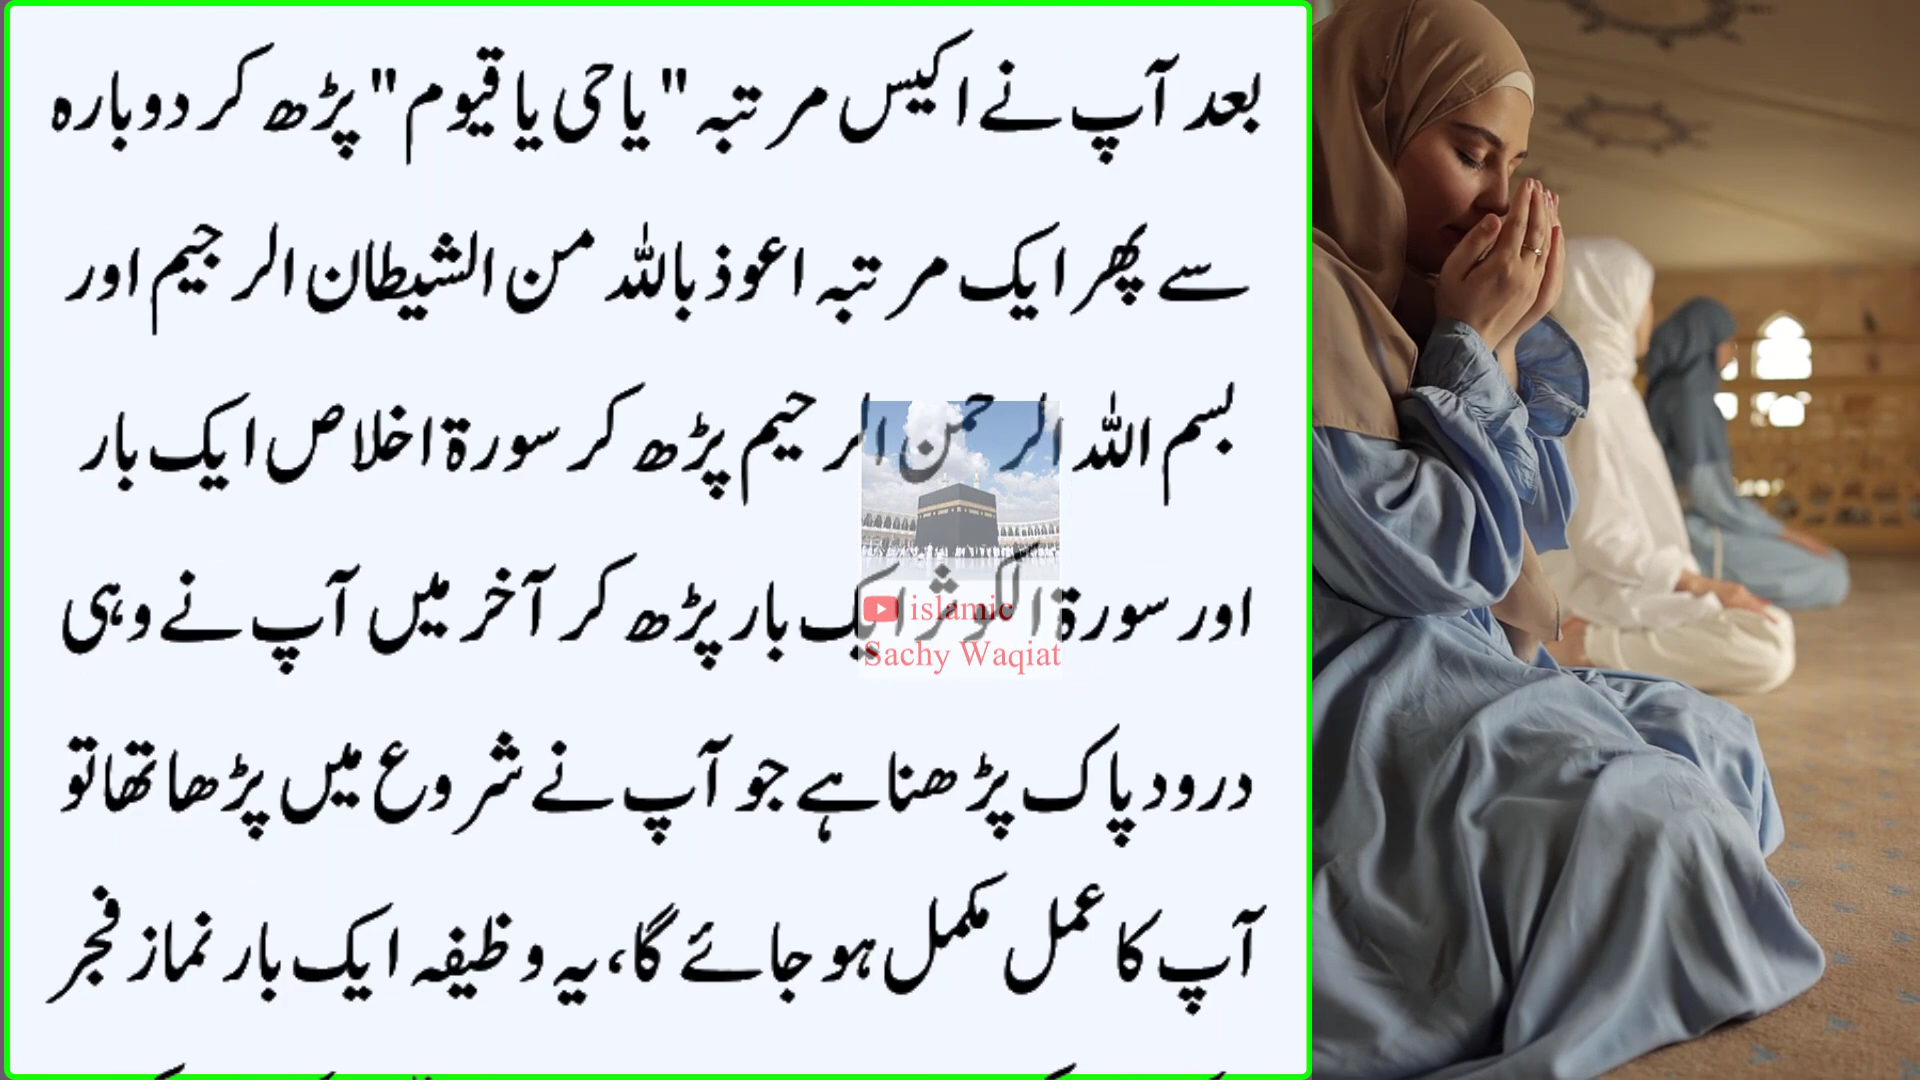 بعد آپ نے اکیس مرتبہ "یا حی یا قیوم" پڑھ کر دوبارہ
سے پھر ایک مرتبہ اعوذ باللہ من الشیطان الرجیم اور
بسم اللہ الرحمن الرحیم پڑھ کر سورۃ اخلاص ایک بار
اور سورۃ الکوثر ایک بار پڑھ کر آخر میں آپ نے وہی
درود پاک پڑھنا ہے جو آپ نے شروع میں پڑھا تھا تو
آپ کا عمل مکمل ہو جائے گا، یہ وظیفہ ایک بار نماز فجر
islamic
Sachy Waqiat